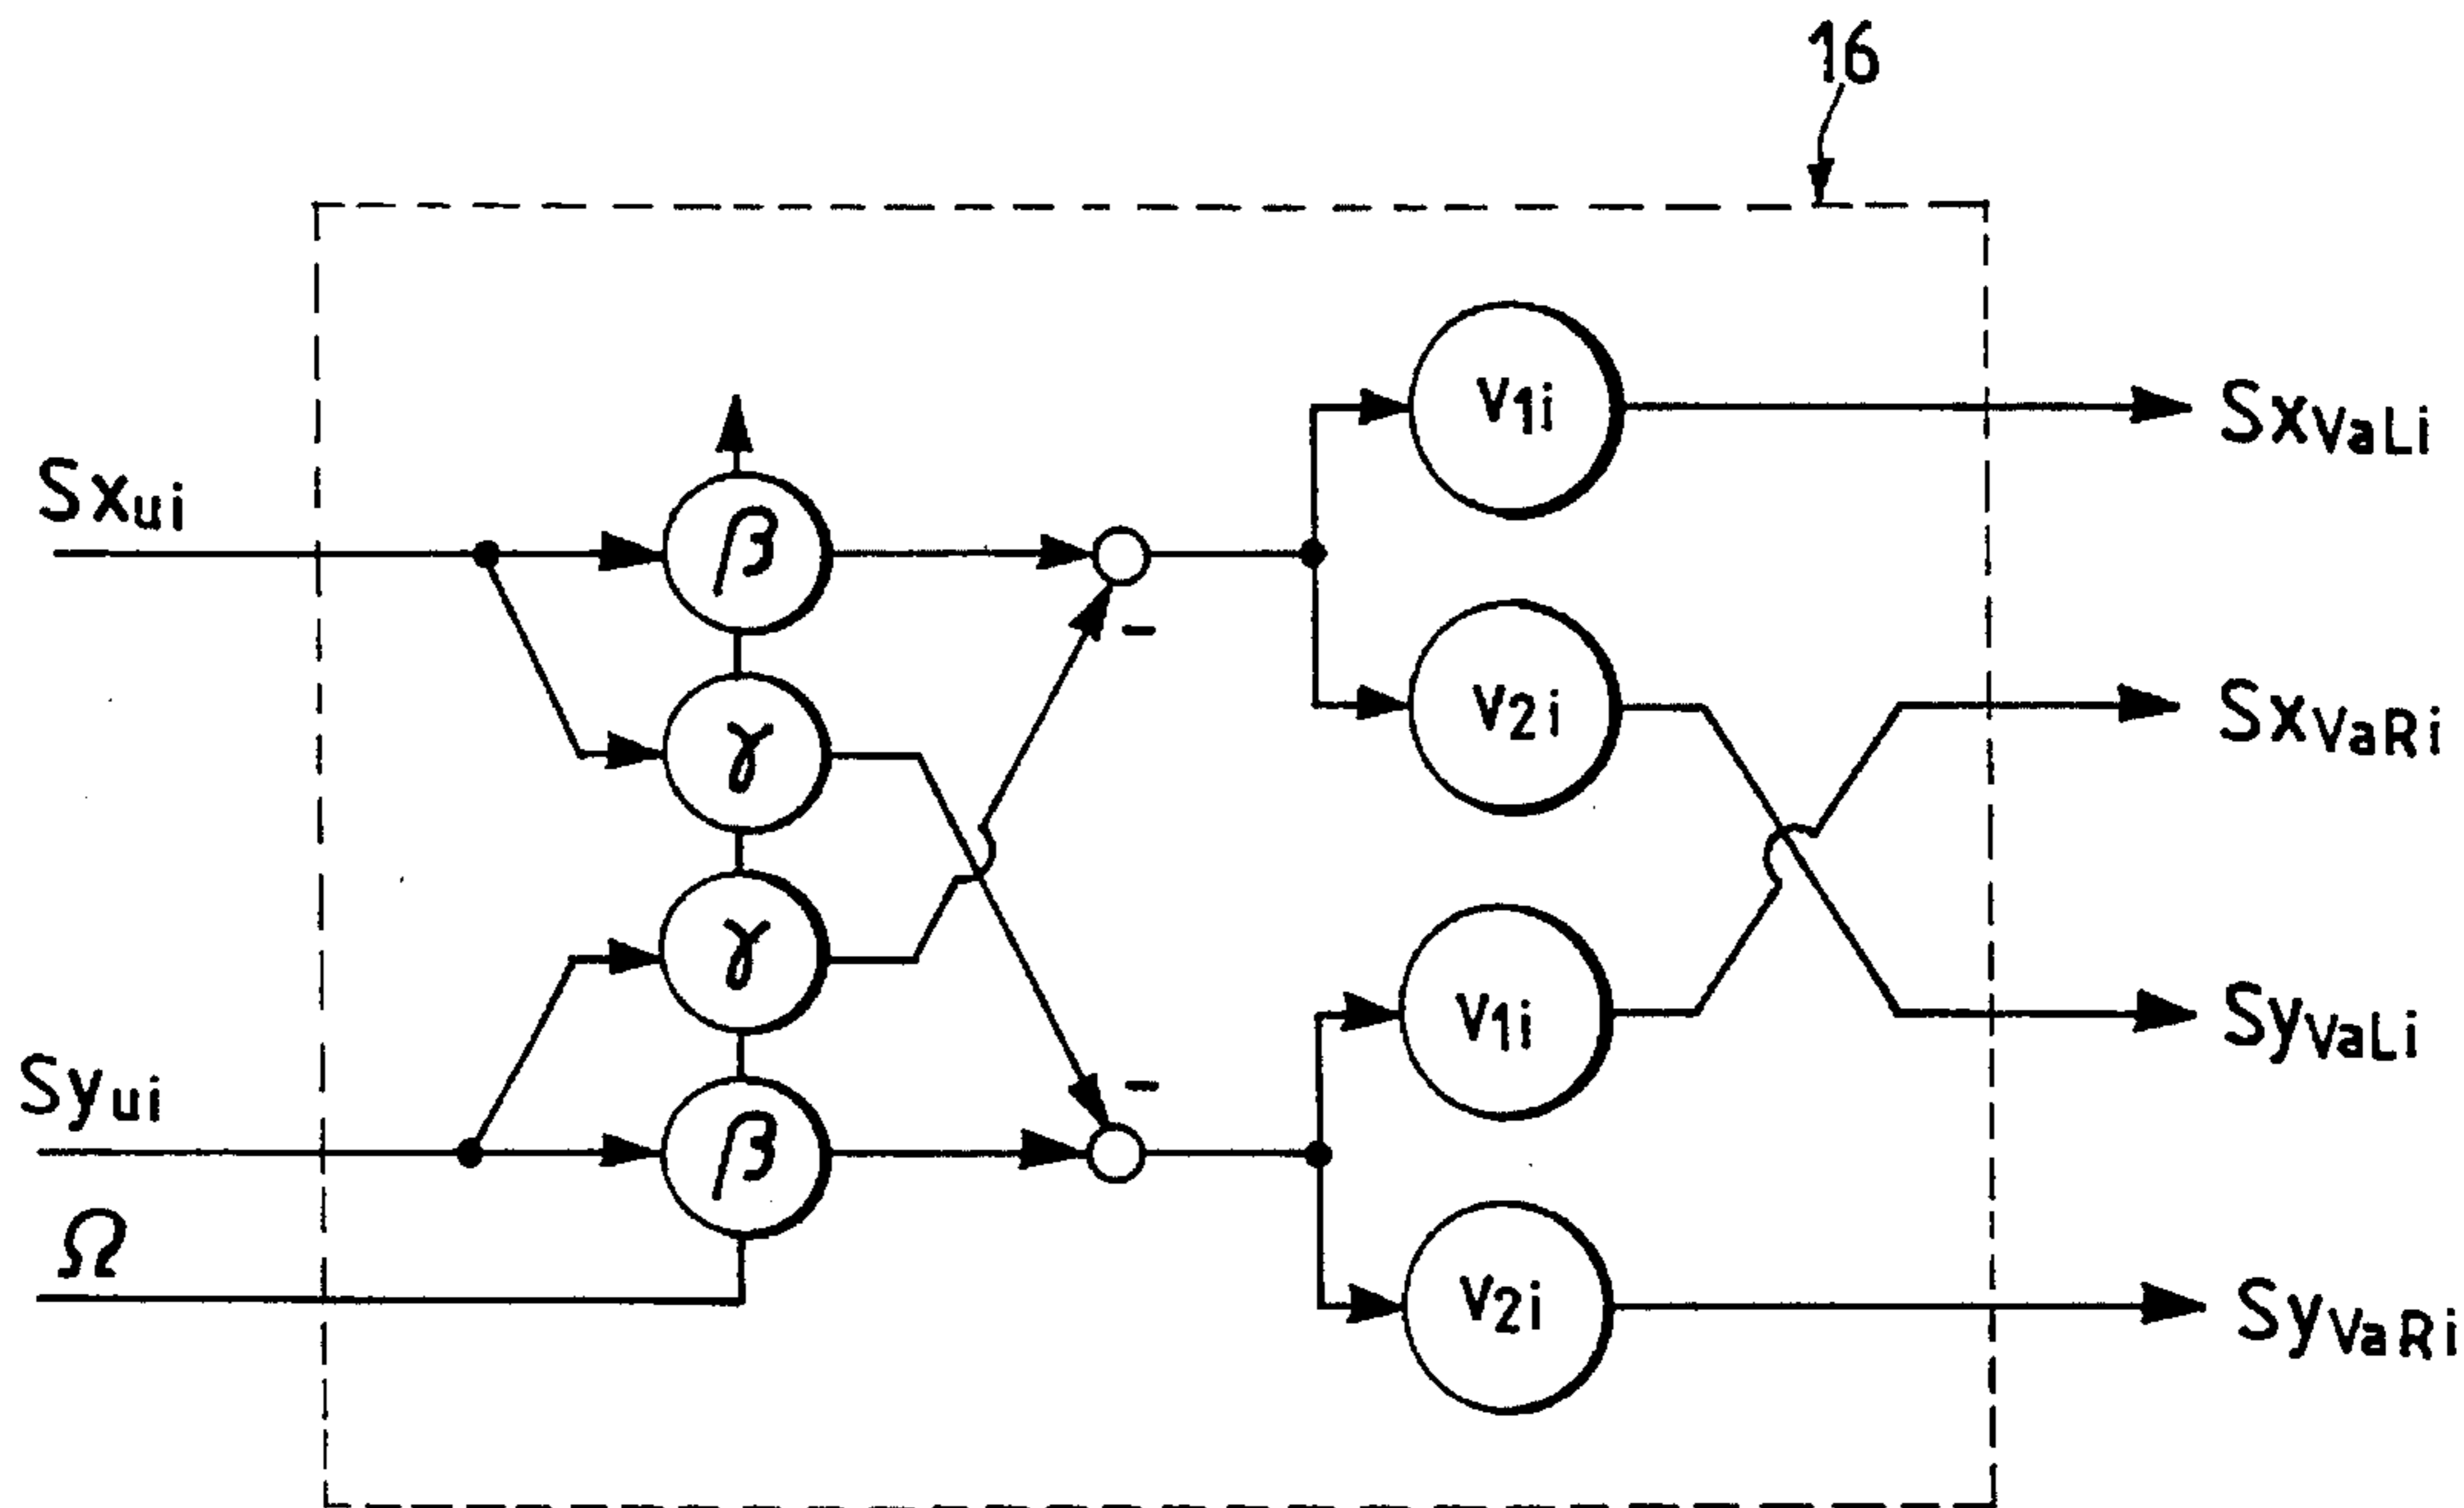 16
v1i
SxVaLi
Sxui
β
-
γ
v2i
SxVaRi
γ
v1i
SyVaLi
Syui
-
β
Ω
v2i
SyVaRi